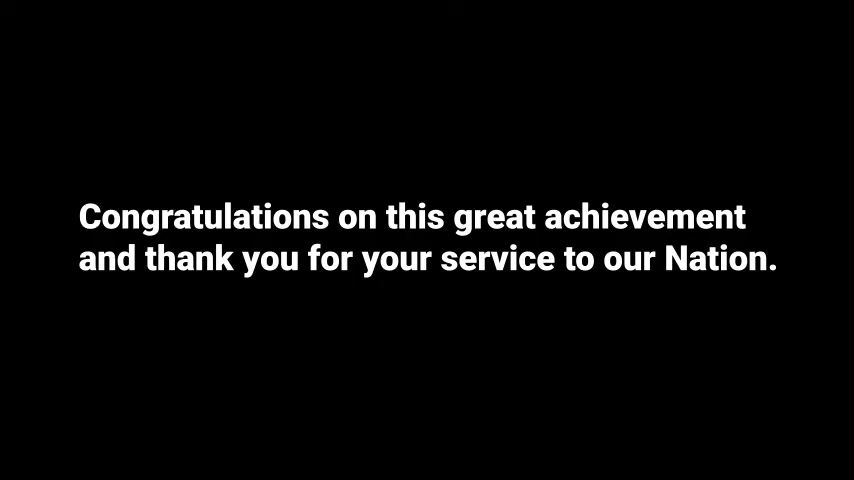 Congratulations on this great achievement
and thank you for your service to our Nation.